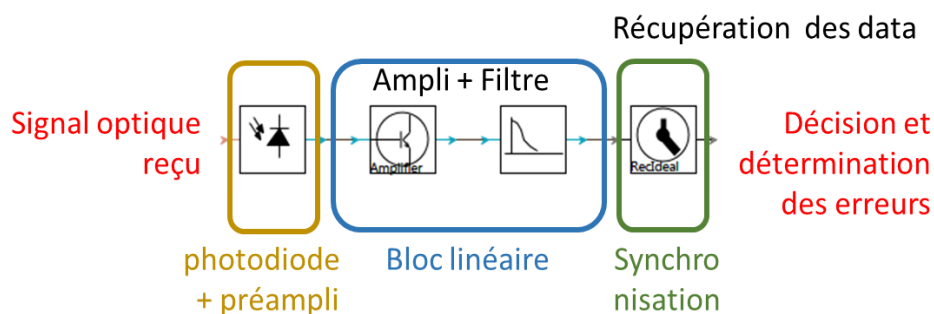 Récupération des data
Ampli + Filtre
Signal optique
reçu
Amplifier
RecIdeal
Décision et
détermination
des erreurs
photodiode
+ préampli
Bloc linéaire
Synchro
nisation